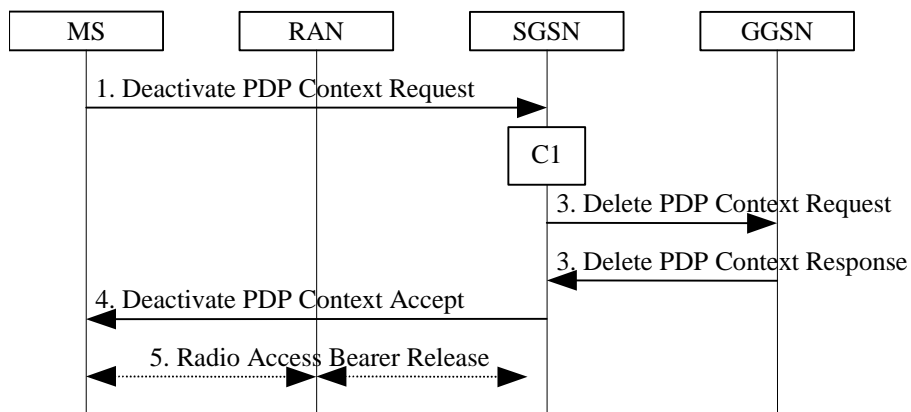 MS
RAN
SGSN
GGSN
1. Deactivate PDP Context Request
C1
3. Delete PDP Context Request
3. Delete PDP Context Response
4. Deactivate PDP Context Accept
5. Radio Access Bearer Release